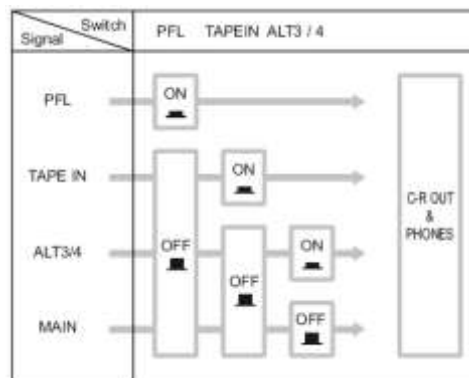 Switch
Signal
PFL TAPEIN ALT3 / 4
PFL
ON
TAPE IN
ON
C-R OUT
&
PHONES
ALT3/4
OFF
ON
OFF
MAIN
OFF